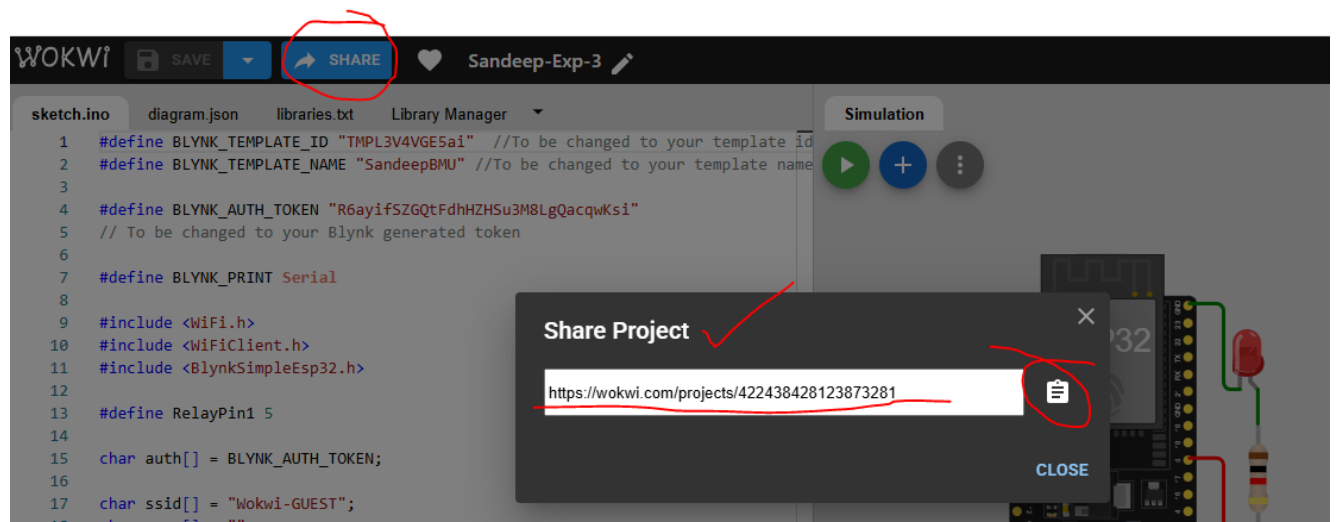 WOKWi SAVE SHARE Sandeep-Exp-3
sketch.ino diagram.json libraries.txt Library Manager
Simulation
1 #define BLYNK_TEMPLATE_ID "TMPL3V4VGE5ai" //To be changed to your template id
2 #define BLYNK_TEMPLATE_NAME "SandeepBMU" //To be changed to your template name
3
4 #define BLYNK_AUTH_TOKEN "R6ayifSZGQtFdhHZHSu3M8LgQacqwKsi"
5 // To be changed to your Blynk generated token
6
7 #define BLYNK_PRINT Serial
8
9 #include <WiFi.h>
10 #include <WiFiClient.h>
11 #include <BlynkSimpleEsp32.h>
12
13 #define RelayPin1 5
14
15 char auth[] = BLYNK_AUTH_TOKEN;
16
17 char ssid[] = "Wokwi-GUEST";
Share Project
https://wokwi.com/projects/422438428123873281
CLOSE